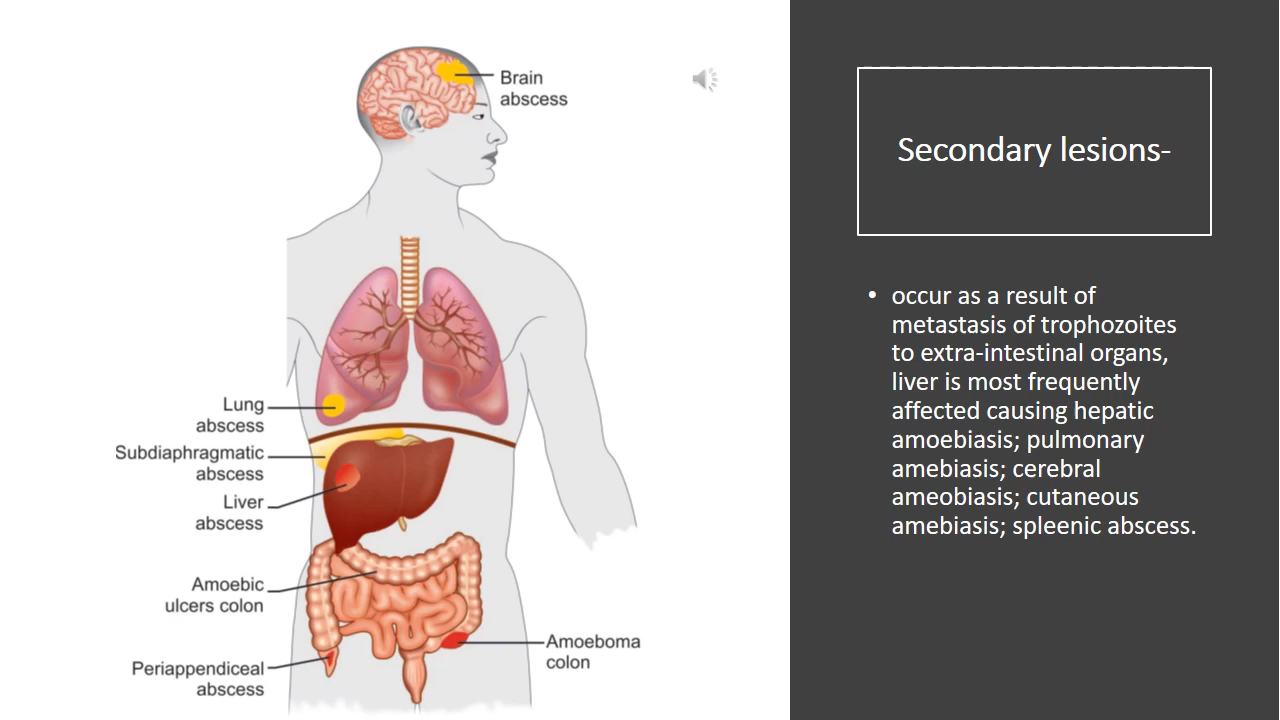 Brain
abscess
Lung
abscess
Subdiaphragmatic
abscess
Liver
abscess
Amoebic
ulcers colon
Periappendiceal
abscess
Amoeboma
colon
Secondary lesions-
• occur as a result of
metastasis of trophozoites
to extra-intestinal organs,
liver is most frequently
affected causing hepatic
amoebiasis; pulmonary
amebiasis; cerebral
ameobiasis; cutaneous
amebiasis; spleenic abscess.